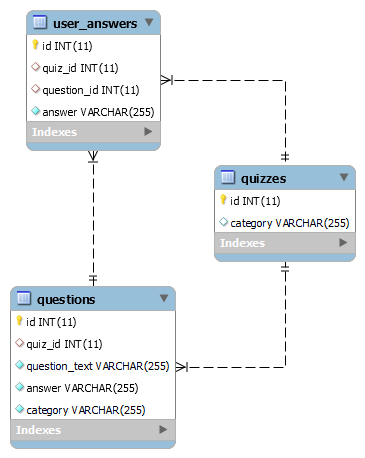 user_answers
id INT(11)
quiz_id INT(11)
question_id INT(11)
answer VARCHAR(255)
Indexes
quizzes
id INT(11)
category VARCHAR(255)
Indexes
questions
id INT(11)
quiz_id INT(11)
question_text VARCHAR(255)
answer VARCHAR(255)
category VARCHAR(255)
Indexes